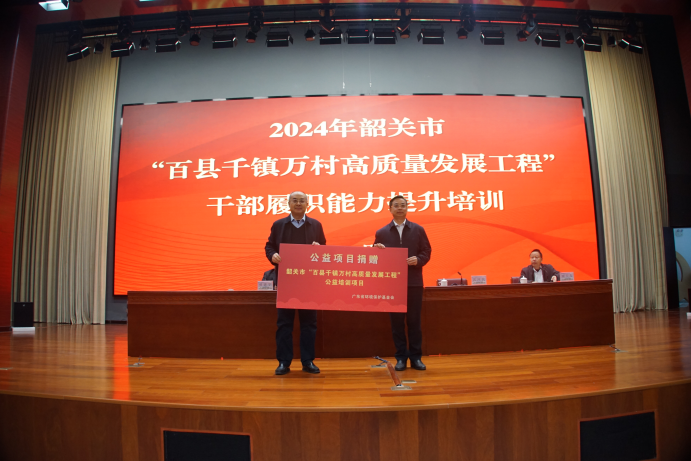 2024年韶关市
“百县千镇万村高质量发展工程”
干部履职能力提升培训
公益项目捐赠
韶关市“百县千镇万村高质量发展工程”
公益培训项目